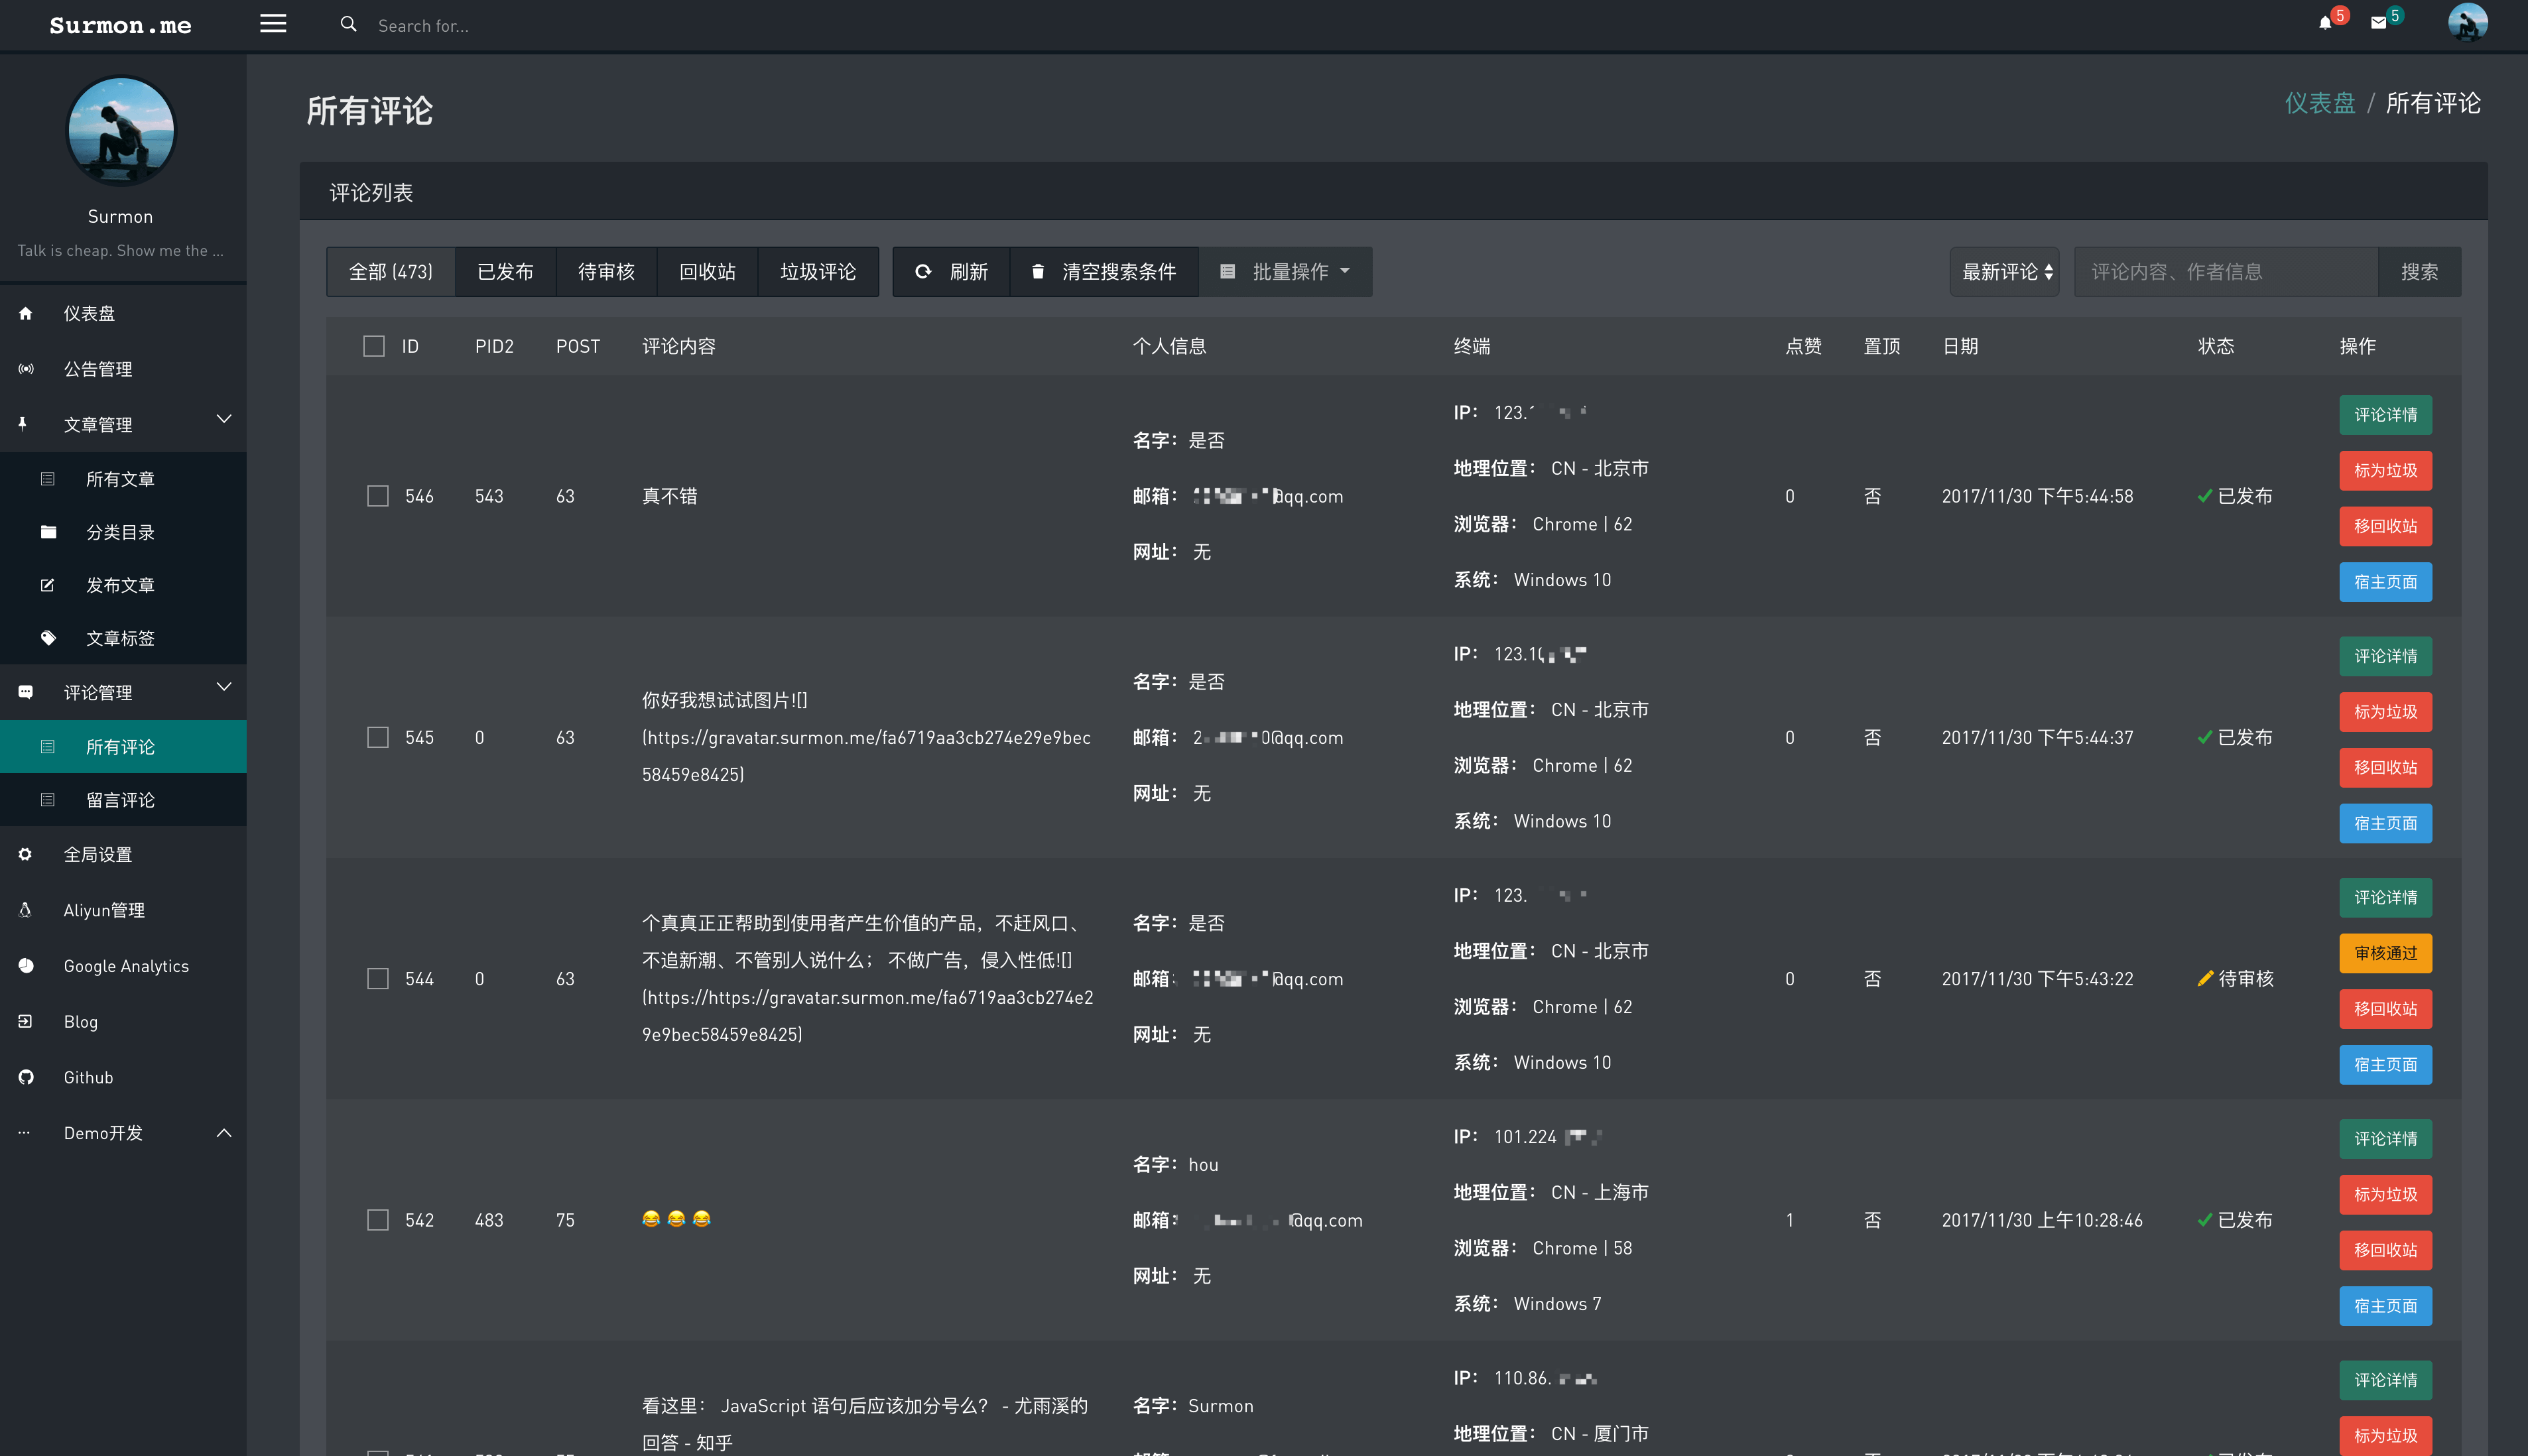 Surmon.me
Search for...
5
5
Surmon
Talk is cheap. Show me the ...
仪表盘
公告管理
文章管理
所有文章
分类目录
发布文章
文章标签
评论管理
所有评论
留言评论
全局设置
Aliyun管理
Google Analytics
Blog
Github
Demo开发
所有评论
仪表盘 / 所有评论
评论列表
全部 (473)
已发布
待审核
回收站
垃圾评论
刷新
清空搜索条件
批量操作
最新评论
评论内容、作者信息
搜索
ID PID2 POST 评论内容 个人信息 终端 点赞 置顶 日期 状态 操作
546 543 63
真不错
名字：是否
邮箱： @qq.com
网址： 无
IP： 123.
地理位置： CN - 北京市
浏览器： Chrome | 62
系统： Windows 10
0 否 2017/11/30 下午5:44:58 已发布
评论详情
标为垃圾
移回收站
宿主页面
545 0 63
你好我想试试图片![]
(https://gravatar.surmon.me/fa6719aa3cb274e29e9bec
58459e8425)
名字：是否
邮箱： @qq.com
网址： 无
IP： 123.
地理位置： CN - 北京市
浏览器： Chrome | 62
系统： Windows 10
0 否 2017/11/30 下午5:44:37 已发布
评论详情
标为垃圾
移回收站
宿主页面
544 0 63
个真真正正帮助到使用者产生价值的产品，不赶风口、
不追新潮、不管别人说什么； 不做广告，侵入性低![]
(https://https://gravatar.surmon.me/fa6719aa3cb274e2
9e9bec58459e8425)
名字：是否
邮箱： @qq.com
网址： 无
IP： 123.
地理位置： CN - 北京市
浏览器： Chrome | 62
系统： Windows 10
0 否 2017/11/30 下午5:43:22 待审核
评论详情
审核通过
移回收站
宿主页面
542 483 75
😂 😂 😂
名字：hou
邮箱： @qq.com
网址： 无
IP： 101.224
地理位置： CN - 上海市
浏览器： Chrome | 58
系统： Windows 7
1 否 2017/11/30 上午10:28:46 已发布
评论详情
标为垃圾
移回收站
宿主页面
看这里： JavaScript 语句后应该加分号么？ - 尤雨溪的
回答 - 知乎
名字：Surmon
IP： 110.86.
地理位置： CN - 厦门市
评论详情
标为垃圾